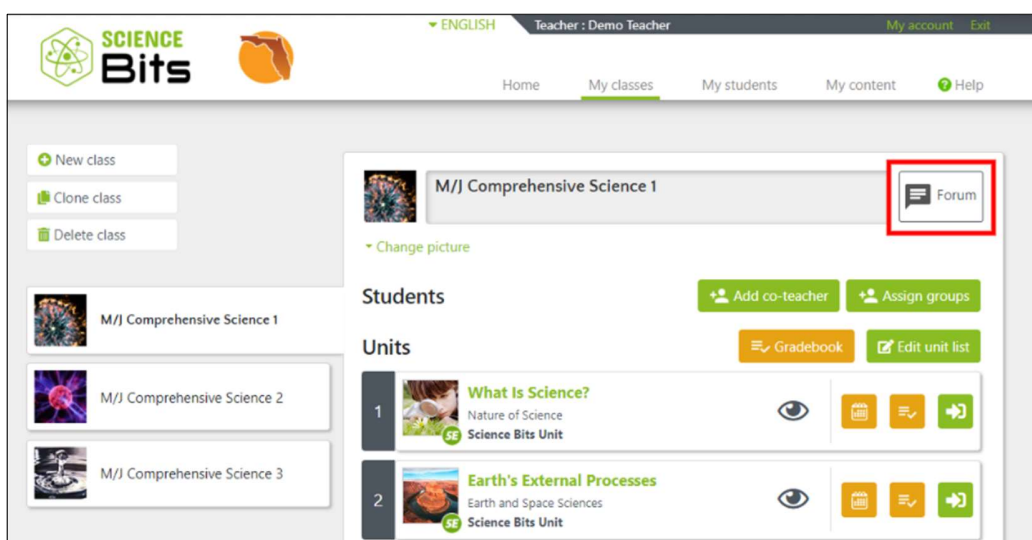 SCIENCE
Bits
ENGLISH
Teacher : Demo Teacher
My account Exit
Home My classes My students My content ? Help
New class
Clone class
Delete class
M/J Comprehensive Science 1
M/J Comprehensive Science 2
M/J Comprehensive Science 3
M/J Comprehensive Science 1
Forum
Change picture
Students
Add co-teacher
Assign groups
Units
Gradebook
Edit unit list
1
What Is Science?
Nature of Science
SE
Science Bits Unit
2
Earth's External Processes
Earth and Space Sciences
SE
Science Bits Unit